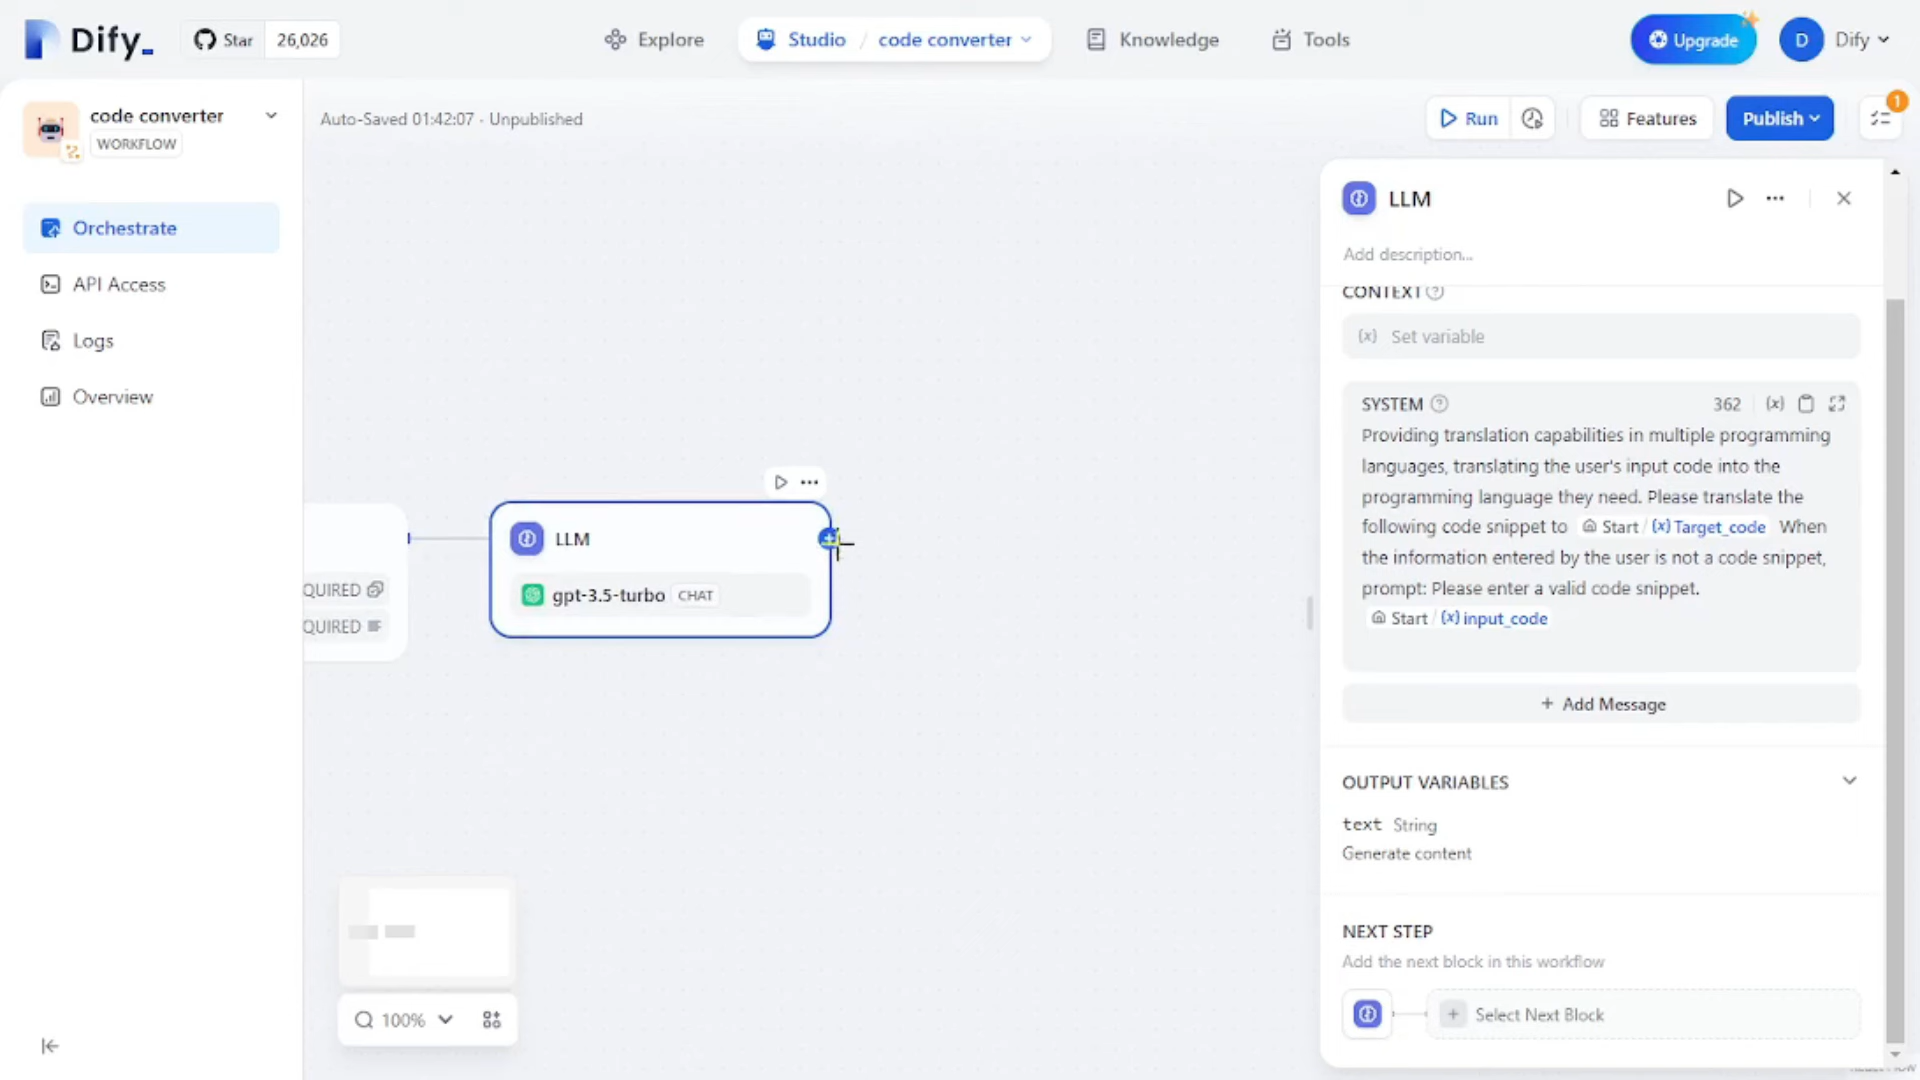 Dify_
Star 26,026
Explore
Studio / code converter
Knowledge
Tools
Upgrade
D Dify
code converter
WORKFLOW
Auto-Saved 01:42:07 · Unpublished
Run
Features
Publish
1
Orchestrate
API Access
Logs
Overview
QUIRED
QUIRED
LLM
gpt-3.5-turbo CHAT
100%
LLM
Add description...
CONTEXT
{x} Set variable
SYSTEM 362 {x}
Providing translation capabilities in multiple programming
languages, translating the user's input code into the
programming language they need. Please translate the
following code snippet to Start / {x} Target_code When
the information entered by the user is not a code snippet,
prompt: Please enter a valid code snippet.
Start / {x} input_code
+ Add Message
OUTPUT VARIABLES
text String
Generate content
NEXT STEP
Add the next block in this workflow
+ Select Next Block